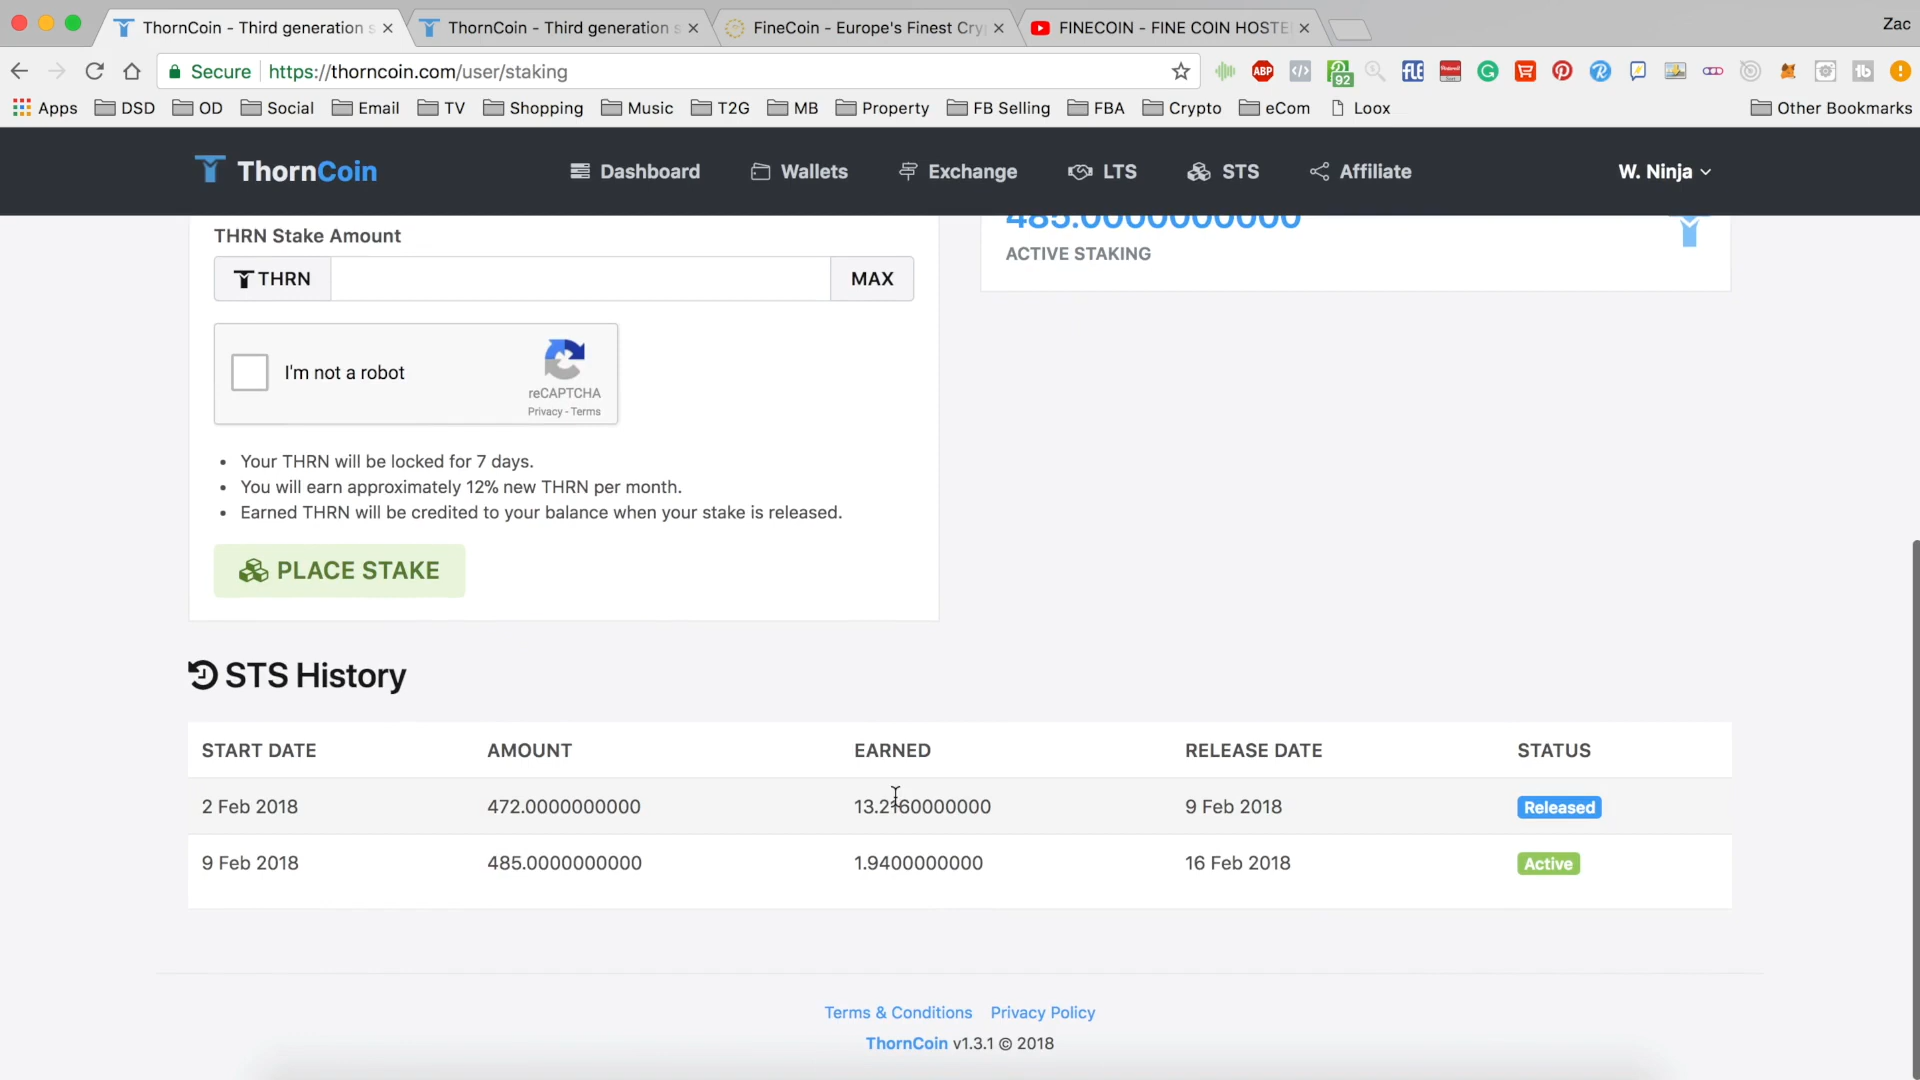 ThornCoin - Third generation s
ThornCoin - Third generation s
FineCoin - Europe's Finest Cry
FINECOIN - FINE COIN HOSTE
Zac
Secure
https://thorncoin.com/user/staking
ABP
92
Apps
DSD
OD
Social
Email
TV
Shopping
Music
T2G
MB
Property
FB Selling
FBA
Crypto
eCom
Loox
Other Bookmarks
ThornCoin
Dashboard
Wallets
Exchange
LTS
STS
Affiliate
W. Ninja
THRN Stake Amount
THRN
MAX
485.0000000000
ACTIVE STAKING
I'm not a robot
reCAPTCHA
Privacy - Terms
Your THRN will be locked for 7 days.
You will earn approximately 12% new THRN per month.
Earned THRN will be credited to your balance when your stake is released.
PLACE STAKE
STS History
START DATE AMOUNT EARNED RELEASE DATE STATUS
2 Feb 2018 472.0000000000 13.2160000000 9 Feb 2018 Released
9 Feb 2018 485.0000000000 1.9400000000 16 Feb 2018 Active
Terms & Conditions Privacy Policy
ThornCoin v1.3.1 © 2018